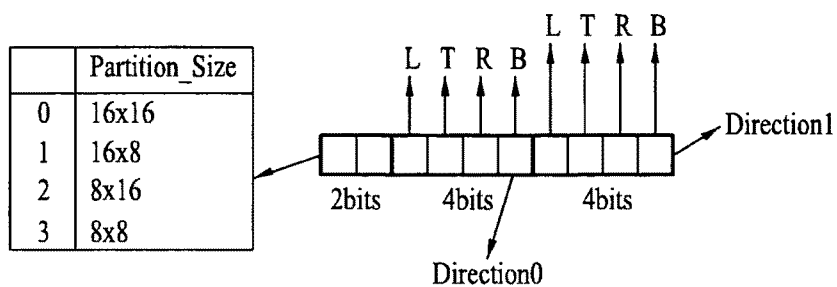 Partition_Size
0 16x16
1 16x8
2 8x16
3 8x8
L T R B
L T R B
Direction1
2bits 4bits 4bits
Direction0